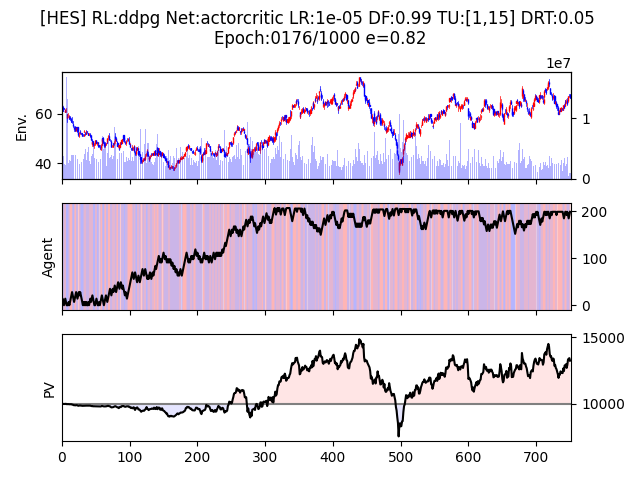 [HES] RL:ddpg Net:actorcritic LR:1e-05 DF:0.99 TU:[1,15] DRT:0.05
Epoch:0176/1000 e=0.82
1e7
Env.
60
40
1
0
Agent
200
100
0
PV
15000
10000
0 100 200 300 400 500 600 700